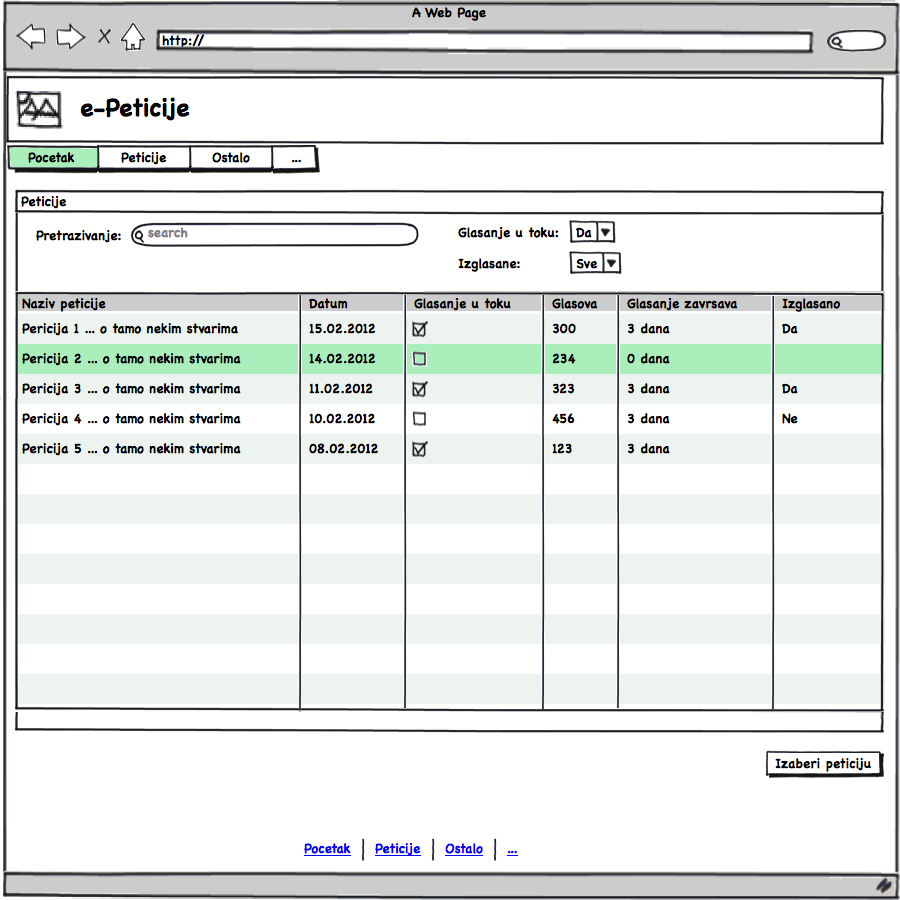 A Web Page
http://
e-Peticije
Pocetak Peticije Ostalo ...
Peticije
Pretrazivanje: search Glasanje u toku: Da
Izglasane: Sve
Naziv peticije Datum Glasanje u toku Glasova Glasanje zavrsava Izglasano
Pericija 1 ... o tamo nekim stvarima 15.02.2012 300 3 dana Da
Pericija 2 ... o tamo nekim stvarima 14.02.2012 234 0 dana
Pericija 3 ... o tamo nekim stvarima 11.02.2012 323 3 dana Da
Pericija 4 ... o tamo nekim stvarima 10.02.2012 456 3 dana Ne
Pericija 5 ... o tamo nekim stvarima 08.02.2012 123 3 dana
Izaberi peticiju
Pocetak Peticije Ostalo ...